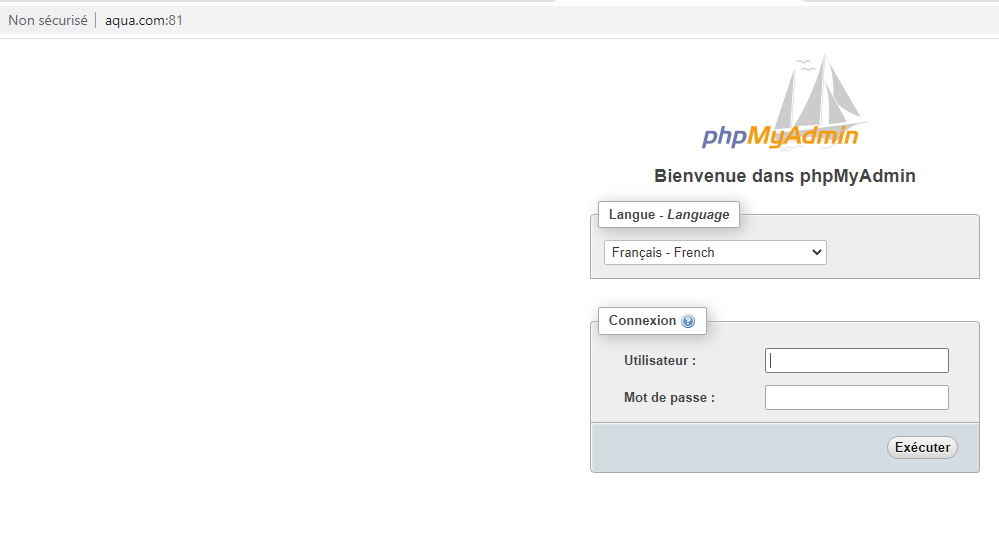 Non sécurisé | aqua.com:81
phpMyAdmin
Bienvenue dans phpMyAdmin
Langue - Language
Français - French
Connexion
Utilisateur :
Mot de passe :
Exécuter